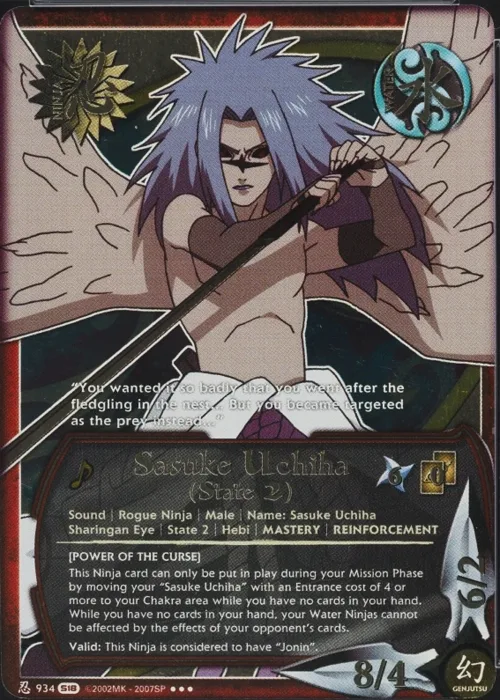 NINJA
WATER
水
"You wanted it so badly that you went after the
fledgling in the nest... But you became targeted
as the prey instead..."
Sasuke Uchiha
(State 2)
6
1
Sound | Rogue Ninja | Male | Name: Sasuke Uchiha
Sharingan Eye | State 2 | Hebi | MASTERY | REINFORCEMENT
[POWER OF THE CURSE]
This Ninja card can only be put in play during your Mission Phase
by moving your "Sasuke Uchiha" with an Entrance cost of 4 or
more to your Chakra area while you have no cards in your hand.
While you have no cards in your hand, your Water Ninjas cannot
be affected by the effects of your opponent's cards.
Valid: This Ninja is considered to have "Jonin".
6/2
8/4
幻
GENJUTSU
忍 934 S18 ©2002MK - 2007SP